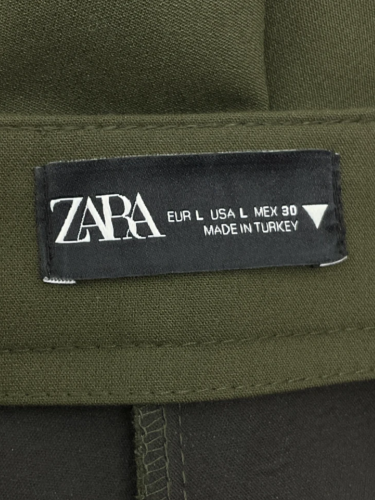 ZARA
EUR L USA L MEX 30
MADE IN TURKEY